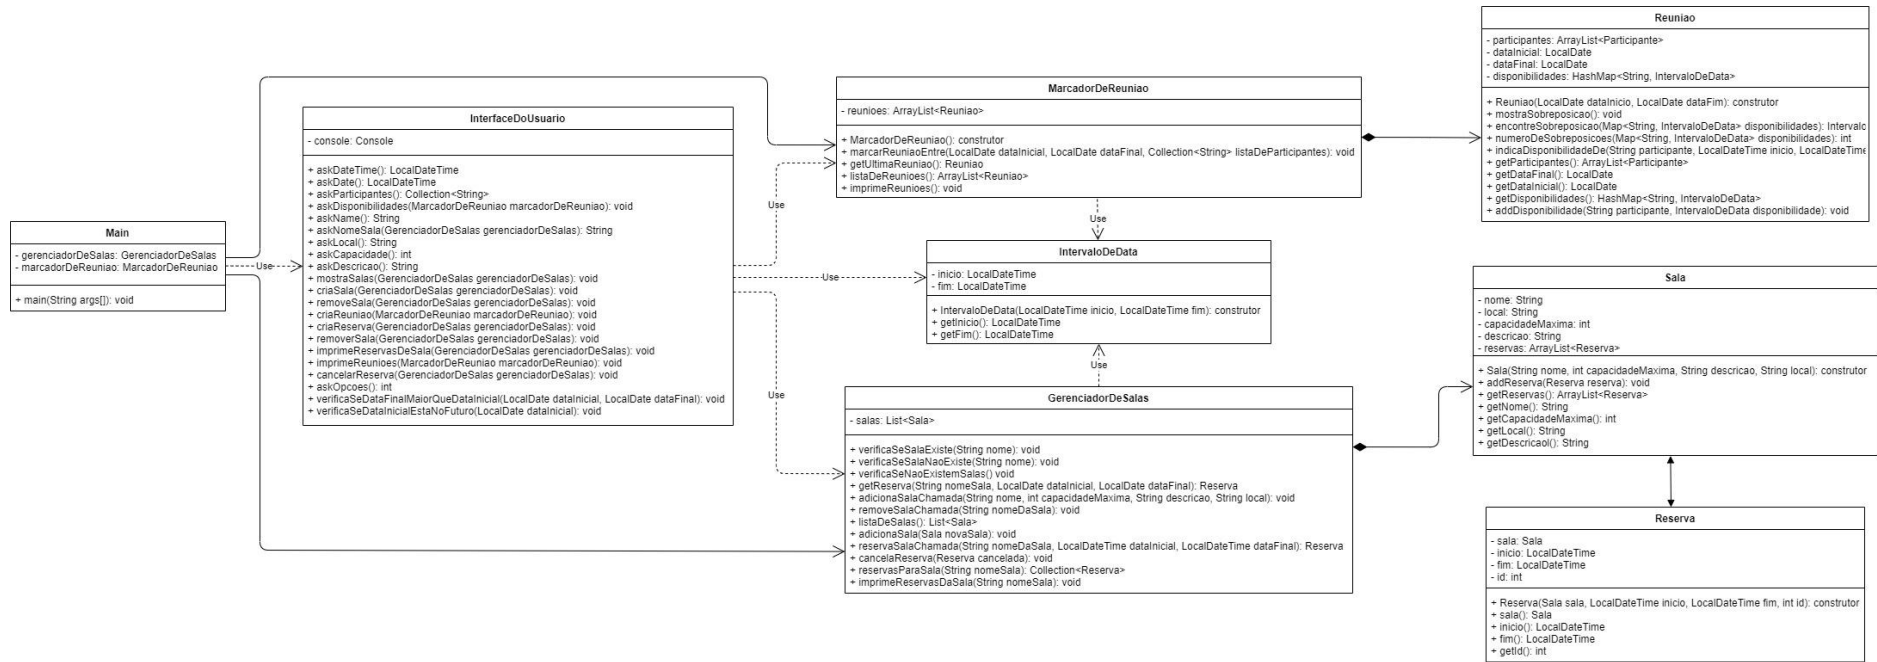 Main
- gerenciadorDeSalas: GerenciadorDeSalas
- marcadorDeReuniao: MarcadorDeReuniao
+ main(String args[]): void
Use
InterfaceDoUsuario
- console: Console
+ askDateTime(): LocalDateTime
+ askDate(): LocalDateTime
+ askParticipantes(): Collection<String>
+ askDisponibilidades(MarcadorDeReuniao marcadorDeReuniao): void
+ askName(): String
+ askNomeSala(GerenciadorDeSalas gerenciadorDeSalas): String
+ askLocal(): String
+ askCapacidade(): int
+ askDescricao(): String
+ mostraSalas(GerenciadorDeSalas gerenciadorDeSalas): void
+ criaSala(GerenciadorDeSalas gerenciadorDeSalas): void
+ removeSala(GerenciadorDeSalas gerenciadorDeSalas): void
+ criaReuniao(MarcadorDeReuniao marcadorDeReuniao): void
+ criaReserva(GerenciadorDeSalas gerenciadorDeSalas): void
+ removerSala(GerenciadorDeSalas gerenciadorDeSalas): void
+ imprimeReservasDeSala(GerenciadorDeSalas gerenciadorDeSalas): void
+ imprimeReunioes(MarcadorDeReuniao marcadorDeReuniao): void
+ cancelarReserva(GerenciadorDeSalas gerenciadorDeSalas): void
+ askOpcoes(): int
+ verificaSeDataFinalMaiorQueDataInicial(LocalDate dataInicial, LocalDate dataFinal): void
+ verificaSeDataInicialEstaNoFuturo(LocalDate dataInicial): void
Use
Use
Use
MarcadorDeReuniao
- reunioes: ArrayList<Reuniao>
+ MarcadorDeReuniao(): construtor
+ marcarReuniaoEntre(LocalDate dataInicial, LocalDate dataFinal, Collection<String> listaDeParticipantes): void
+ getUltimaReuniao(): Reuniao
+ listaDeReunioes(): ArrayList<Reuniao>
+ imprimeReunioes(): void
Use
IntervaloDeData
- inicio: LocalDateTime
- fim: LocalDateTime
+ IntervaloDeData(LocalDateTime inicio, LocalDateTime fim): construtor
+ getInicio(): LocalDateTime
+ getFim(): LocalDateTime
Use
GerenciadorDeSalas
- salas: List<Sala>
+ verificaSeSalaExiste(String nome): void
+ verificaSeSalaNaoExiste(String nome): void
+ verificaSeNaoExistemSalas() void
+ getReserva(String nomeSala, LocalDate dataInicial, LocalDate dataFinal): Reserva
+ adicionaSalaChamada(String nome, int capacidadeMaxima, String descricao, String local): void
+ removeSalaChamada(String nomeDaSala): void
+ listaDeSalas(): List<Sala>
+ adicionaSala(Sala novaSala): void
+ reservaSalaChamada(String nomeDaSala, LocalDateTime dataInicial, LocalDateTime dataFinal): Reserva
+ cancelaReserva(Reserva cancelada): void
+ reservasParaSala(String nomeSala): Collection<Reserva>
+ imprimeReservasDaSala(String nomeSala): void
Reuniao
- participantes: ArrayList<Participante>
- dataInicial: LocalDate
- dataFinal: LocalDate
- disponibilidades: HashMap<String, IntervaloDeData>
+ Reuniao(LocalDate dataInicio, LocalDate dataFim): construtor
+ mostraSobreposicao(): void
+ encontreSobreposicao(Map<String, IntervaloDeData> disponibilidades): Intervalo
+ numeroDeSobreposicoes(Map<String, IntervaloDeData> disponibilidades): int
+ indicaDisponibilidadeDe(String participante, LocalDateTime inicio, LocalDateTime
+ getParticipantes(): ArrayList<Participante>
+ getDataFinal(): LocalDate
+ getDataInicial(): LocalDate
+ getDisponibilidades(): HashMap<String, IntervaloDeData>
+ addDisponibilidade(String participante, IntervaloDeData disponibilidade): void
Sala
- nome: String
- local: String
- capacidadeMaxima: int
- descricao: String
- reservas: ArrayList<Reserva>
+ Sala(String nome, int capacidadeMaxima, String descricao, String local): construtor
+ addReserva(Reserva reserva): void
+ getReservas(): ArrayList<Reserva>
+ getNome(): String
+ getCapacidadeMaxima(): int
+ getLocal(): String
+ getDescricaol(): String
Reserva
- sala: Sala
- inicio: LocalDateTime
- fim: LocalDateTime
- id: int
+ Reserva(Sala sala, LocalDateTime inicio, LocalDateTime fim, int id): construtor
+ sala(): Sala
+ inicio(): LocalDateTime
+ fim(): LocalDateTime
+ getId(): int